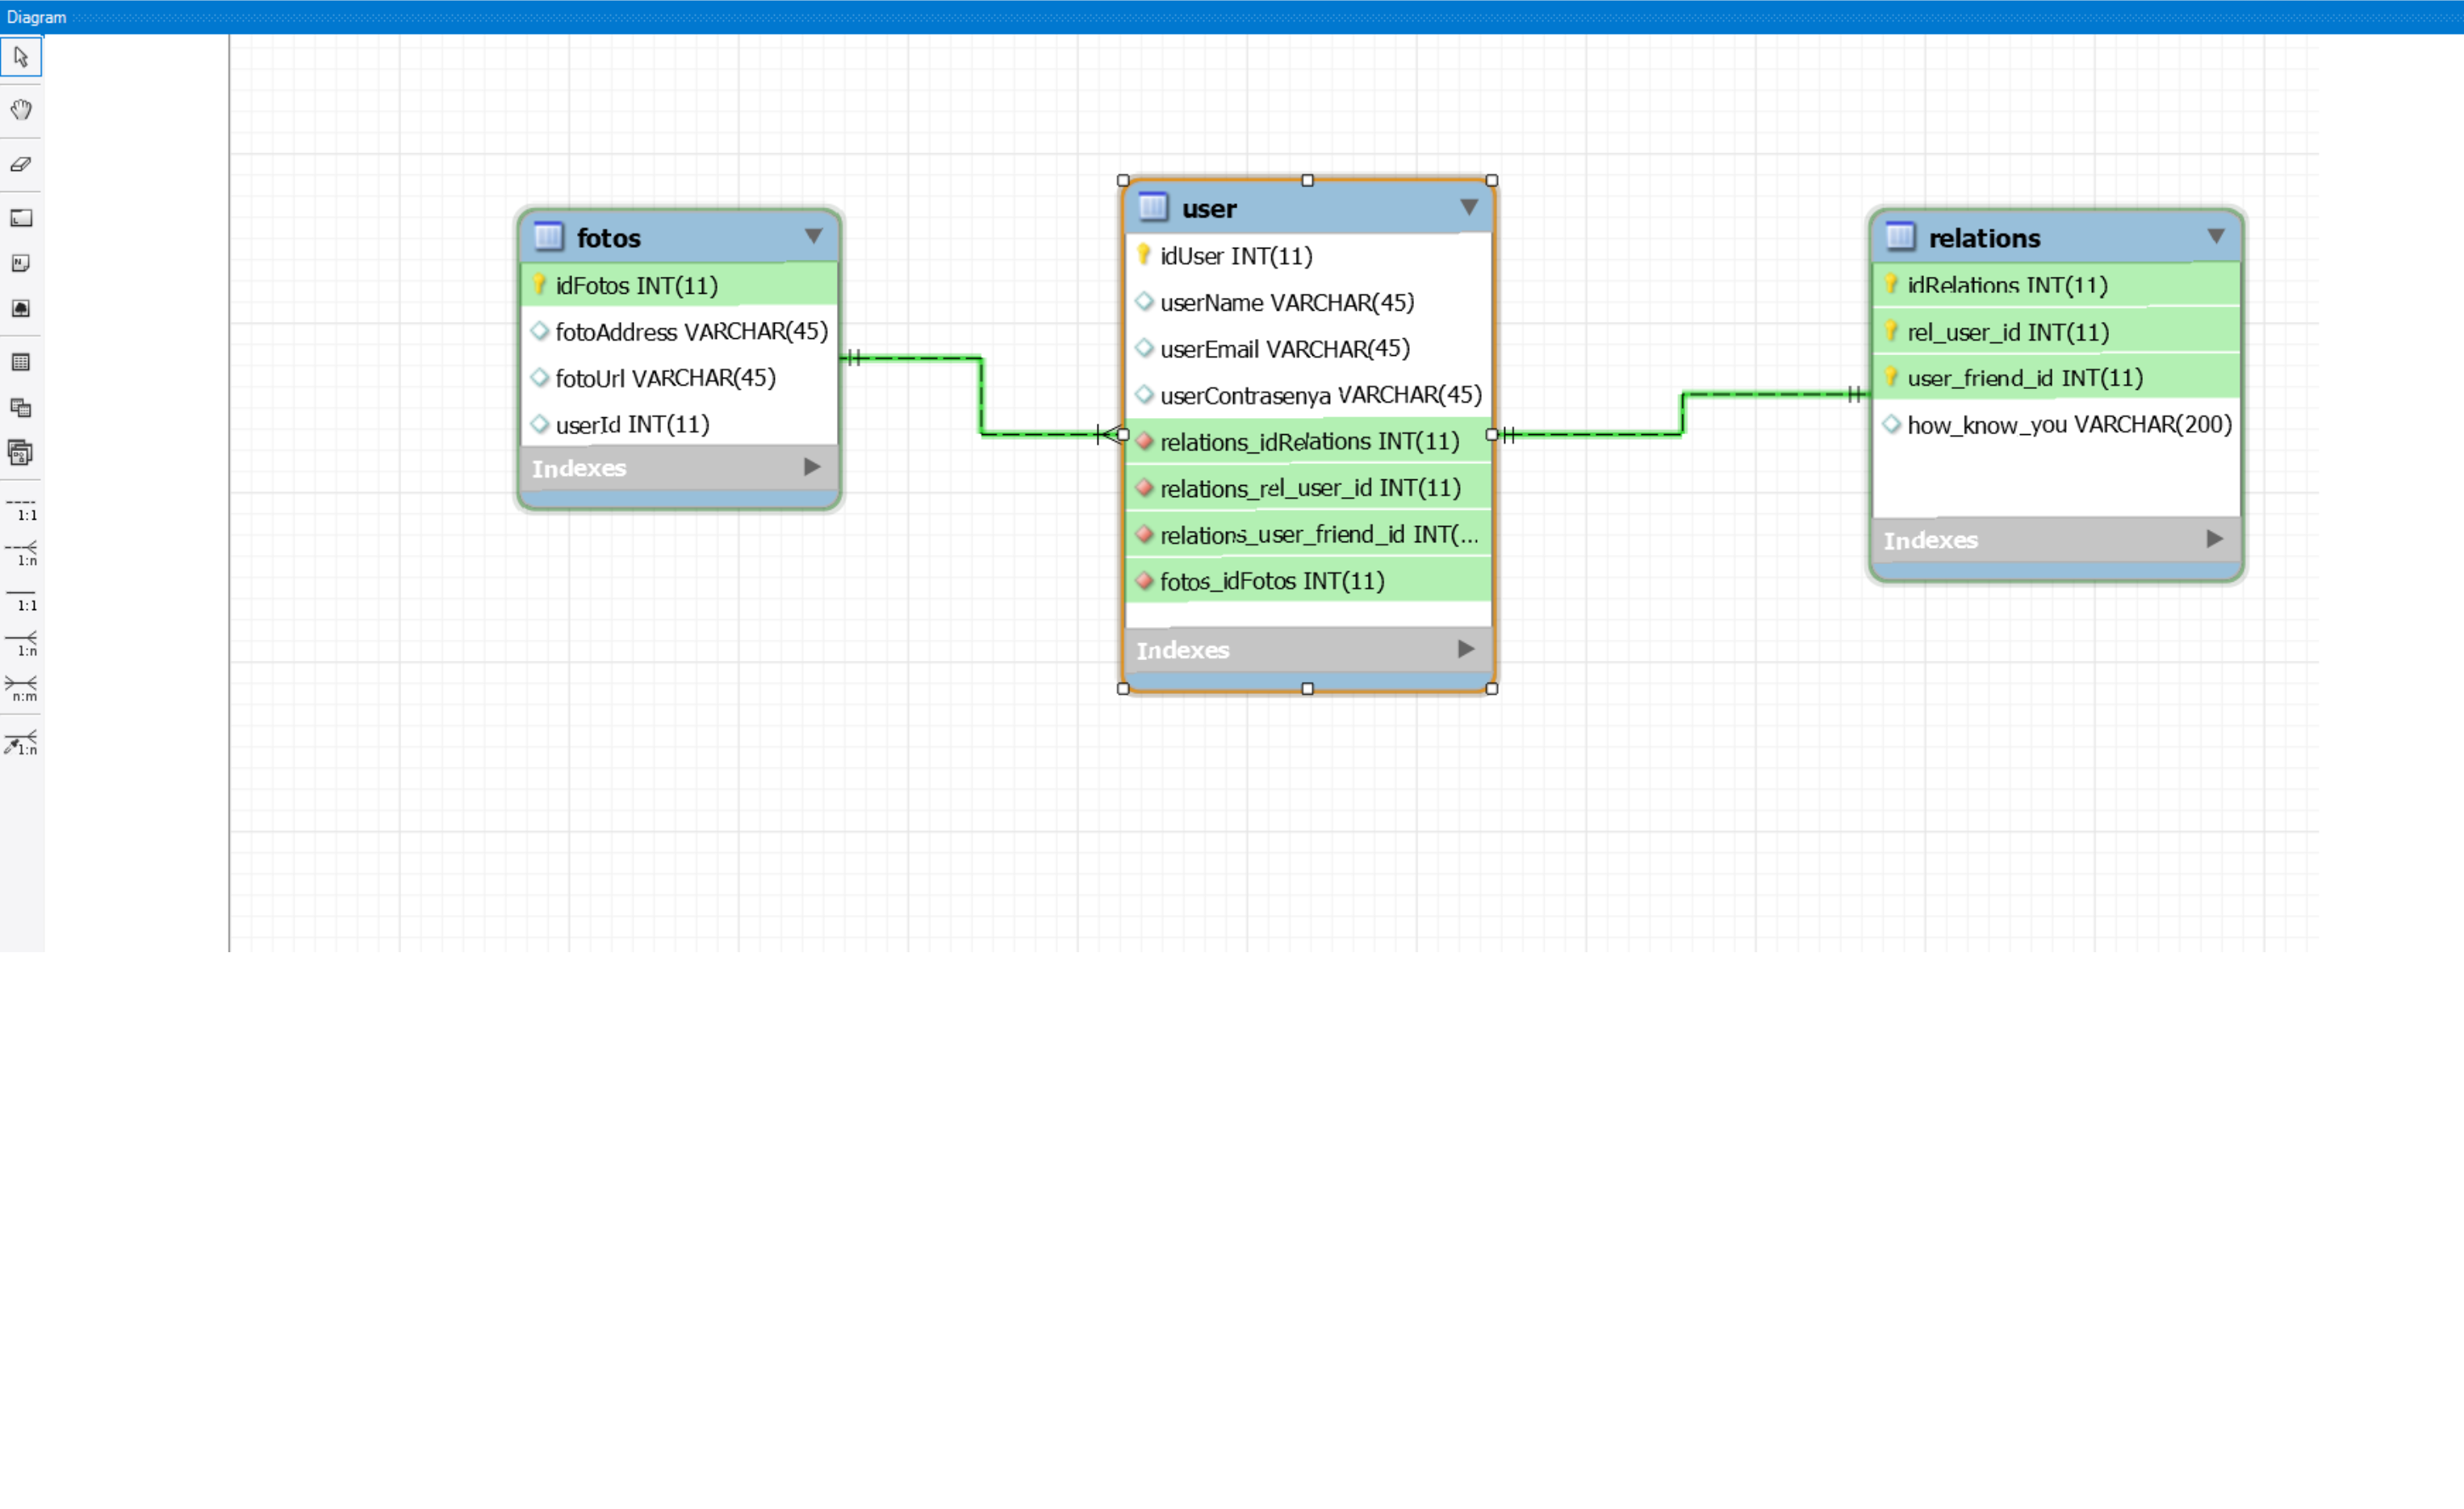 Diagram
1:1
1:n
1:1
1:n
n:m
1:n
fotos
idFotos INT(11)
fotoAddress VARCHAR(45)
fotoUrl VARCHAR(45)
userId INT(11)
Indexes
user
idUser INT(11)
userName VARCHAR(45)
userEmail VARCHAR(45)
userContrasenya VARCHAR(45)
relations_idRelations INT(11)
relations_rel_user_id INT(11)
relations_user_friend_id INT(...
fotos_idFotos INT(11)
Indexes
relations
idRelations INT(11)
rel_user_id INT(11)
user_friend_id INT(11)
how_know_you VARCHAR(200)
Indexes